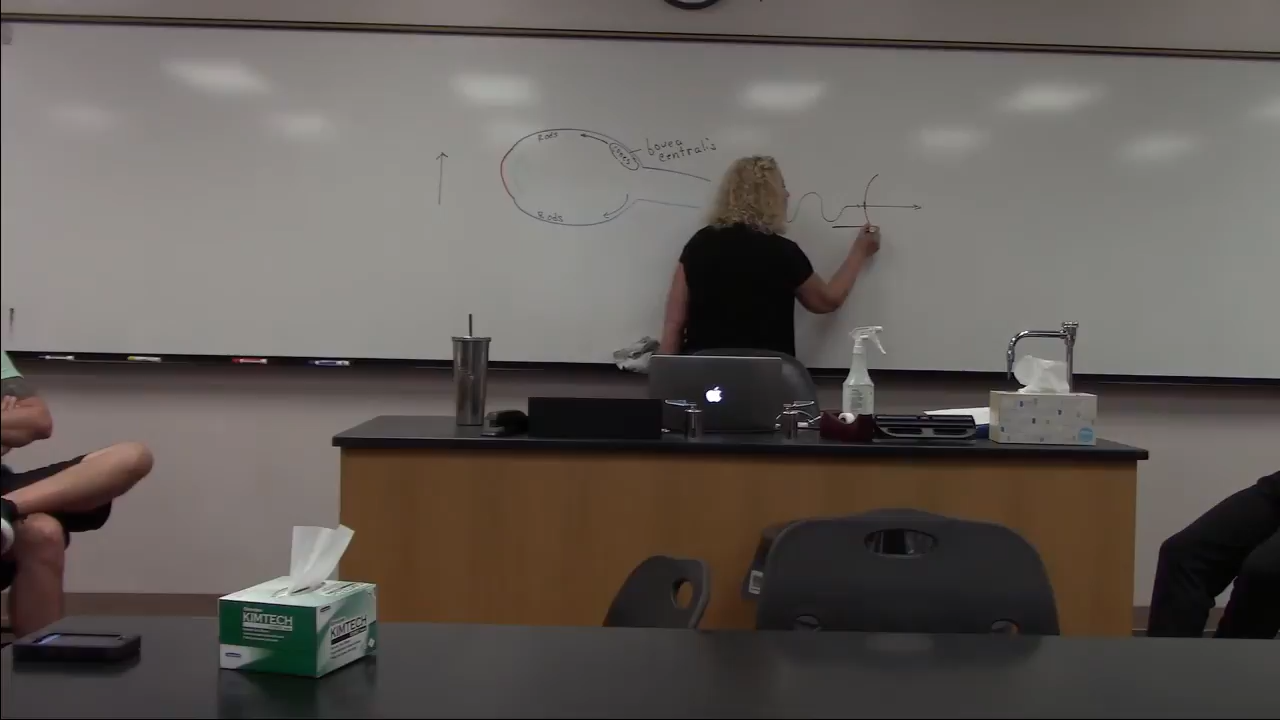 Rods
cones
fovea
centralis
Rods
KIMTECH
KIMTECH